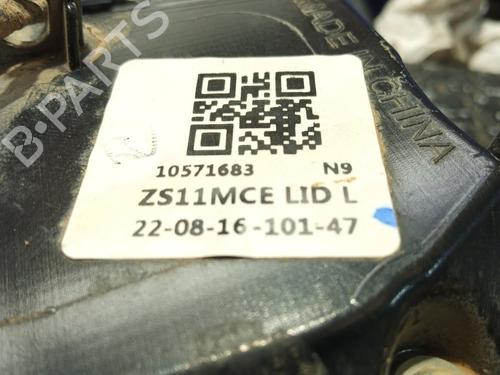 B-PARTS
MADE IN CHINA
10571683 N9
ZS11MCE LID L
22-08-16-101-47